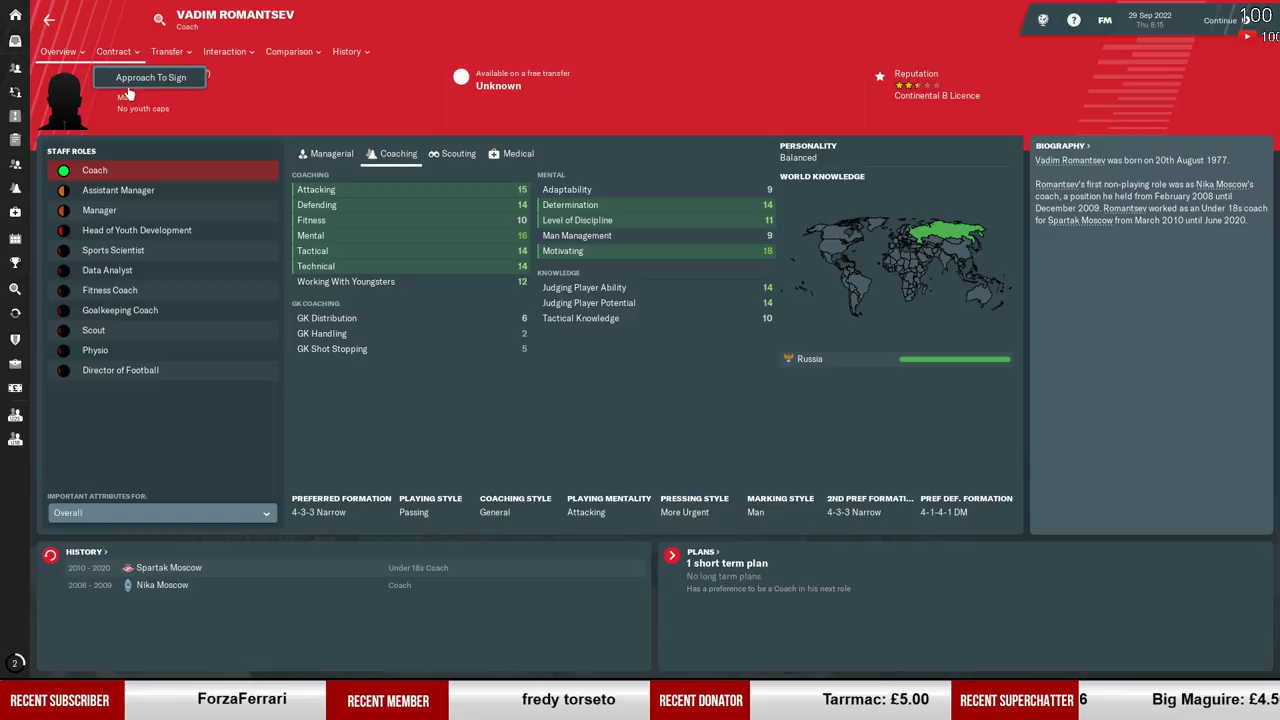 VADIM ROMANTSEV
Coach
FM
29 Sep 2022
Thu 8:15
Continue
100
100
Overview
Contract
Transfer
Interaction
Comparison
History
Approach To Sign
No youth caps
Available on a free transfer
Unknown
Reputation
Continental B Licence
STAFF ROLES
Coach
Assistant Manager
Manager
Head of Youth Development
Sports Scientist
Data Analyst
Fitness Coach
Goalkeeping Coach
Scout
Physio
Director of Football
IMPORTANT ATTRIBUTES FOR:
Overall
Managerial
Coaching
Scouting
Medical
COACHING
Attacking 15
Defending 14
Fitness 10
Mental 16
Tactical 14
Technical 14
Working With Youngsters 12
GK COACHING
GK Distribution 6
GK Handling 2
GK Shot Stopping 5
MENTAL
Adaptability 9
Determination 14
Level of Discipline 11
Man Management 9
Motivating 18
KNOWLEDGE
Judging Player Ability 14
Judging Player Potential 14
Tactical Knowledge 10
PERSONALITY
Balanced
WORLD KNOWLEDGE
Russia
PREFERRED FORMATION
4-3-3 Narrow
PLAYING STYLE
Passing
COACHING STYLE
General
PLAYING MENTALITY
Attacking
PRESSING STYLE
More Urgent
MARKING STYLE
Man
2ND PREF FORMATI...
4-3-3 Narrow
PREF DEF. FORMATION
4-1-4-1 DM
BIOGRAPHY >
Vadim Romantsev was born on 20th August 1977.
Romantsev's first non-playing role was as Nika Moscow's
coach, a position he held from February 2008 until
December 2009. Romantsev worked as an Under 18s coach
for Spartak Moscow from March 2010 until June 2020.
HISTORY >
2010 - 2020 Spartak Moscow Under 18s Coach
2008 - 2009 Nika Moscow Coach
PLANS >
1 short term plan
No long term plans
Has a preference to be a Coach in his next role
U23
U18
2
RECENT SUBSCRIBER
ForzaFerrari
RECENT MEMBER
fredy torseto
RECENT DONATOR
Tarrmac: £5.00
RECENT SUPERCHATTER
6
Big Maguire: £4.5